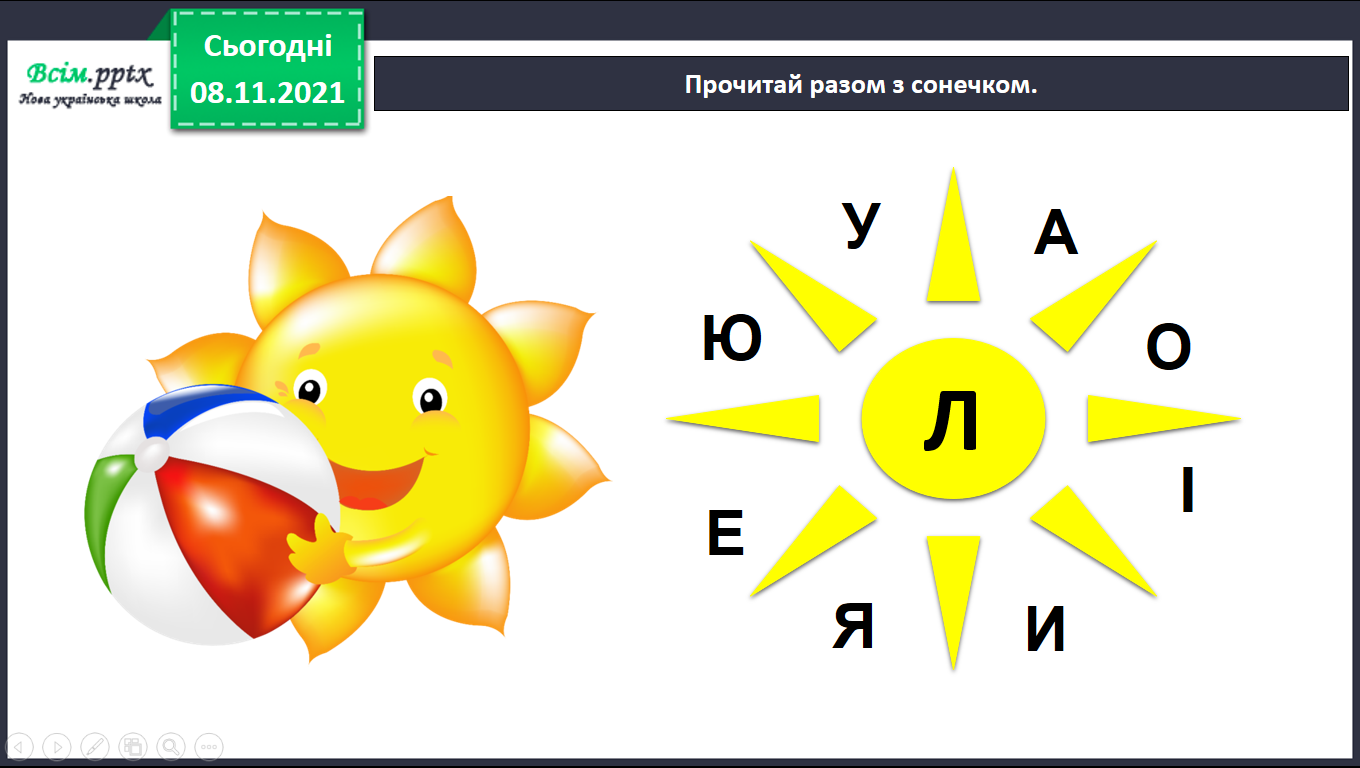 Сьогодні
08.11.2021
Всім.pptx
Нова українська школа
Прочитай разом з сонечком.
У
А
Ю
О
Л
Е
І
Я
И